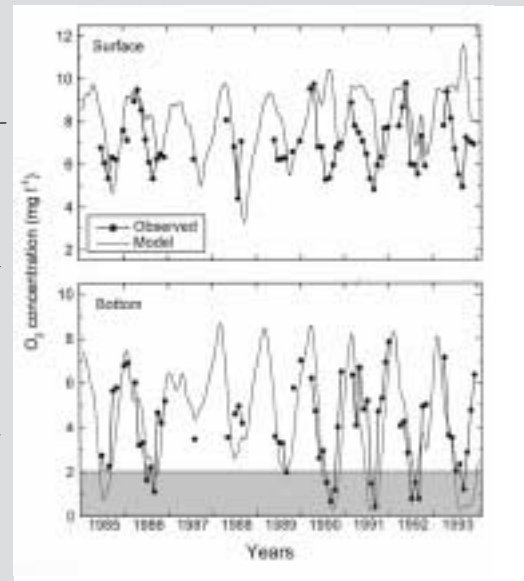 12
Surface
10
8
6
4
2
Observed
Model
O₂ concentration (mg l⁻¹)
10
Bottom
8
6
4
2
0
1985 1986 1987 1988 1989 1990 1991 1992 1993
Years